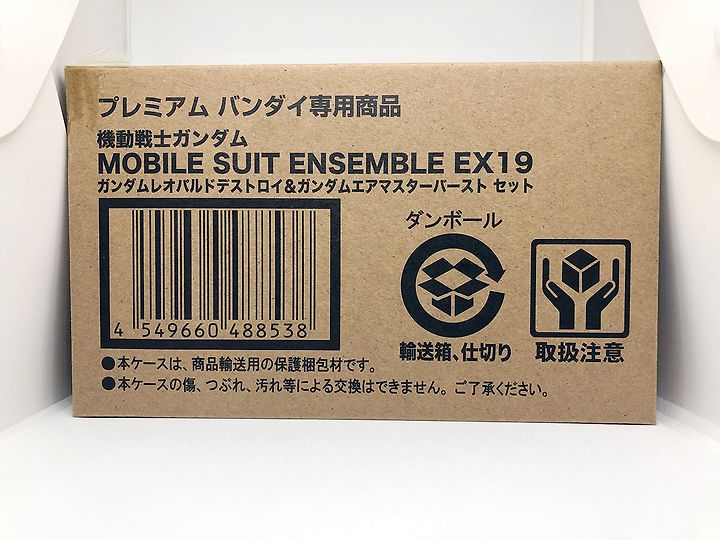 プレミアム バンダイ専用商品
機動戦士ガンダム
MOBILE SUIT ENSEMBLE EX19
ガンダムレオパルドデストロイ&ガンダムエアマスターバースト セット
4 549660 488538
ダンボール
輸送箱、仕切り
取扱注意
●本ケースは、商品輸送用の保護梱包材です。
●本ケースの傷、つぶれ、汚れ等による交換はできません。ご了承ください。